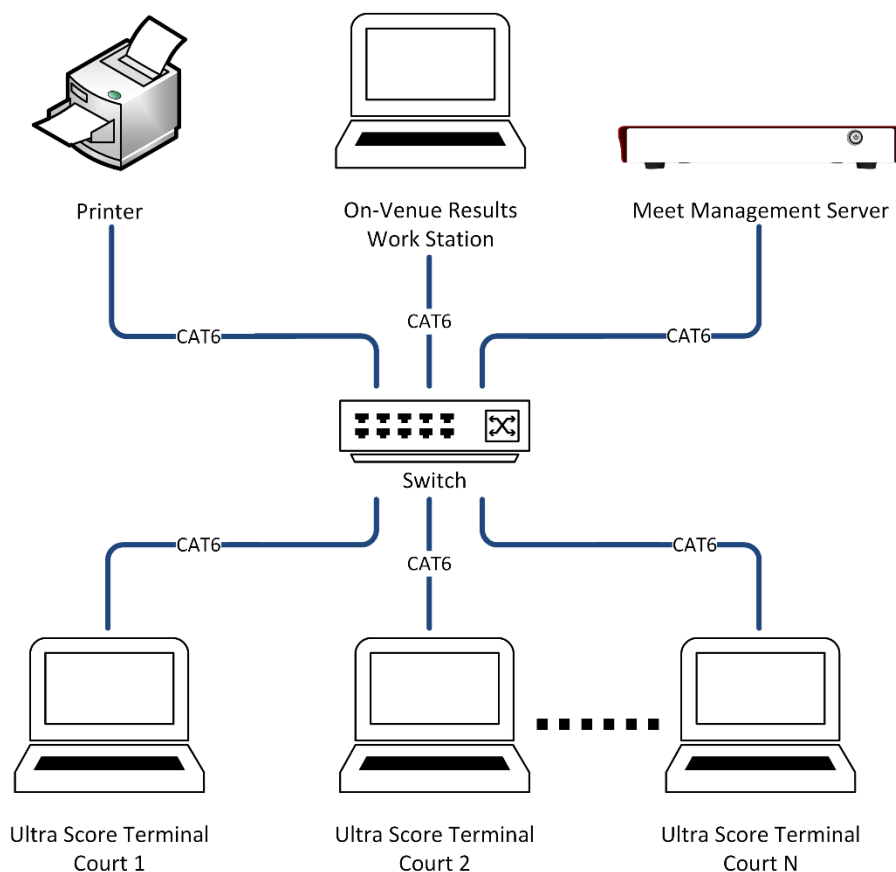 Printer
On-Venue Results
Work Station
Meet Management Server
CAT6
CAT6
CAT6
Switch
CAT6
CAT6
CAT6
Ultra Score Terminal
Court 1
Ultra Score Terminal
Court 2
Ultra Score Terminal
Court N